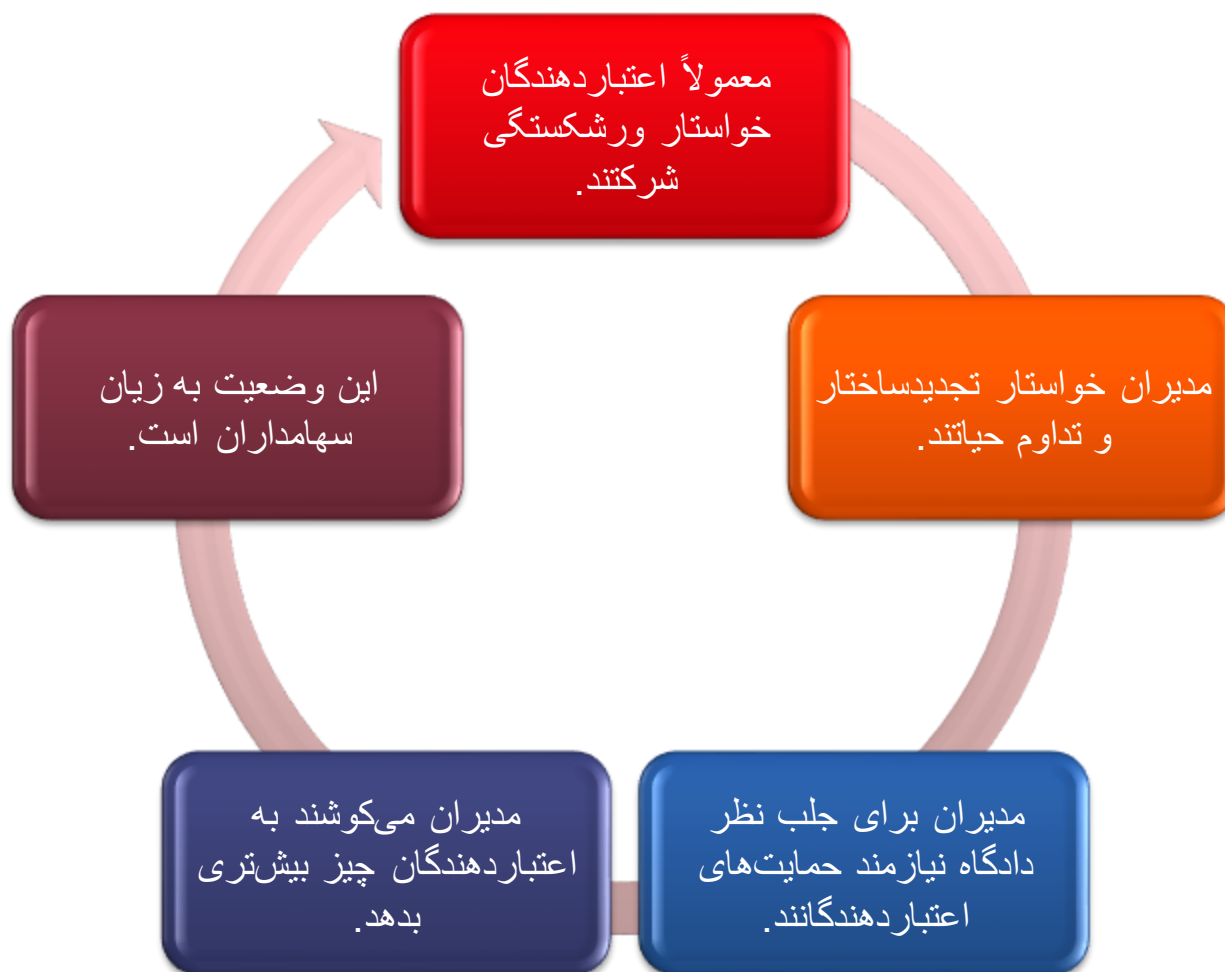 معمولاً اعتباردهندگان
خواستار ورشکستگی
شرکتند.
مدیران خواستار تجدیدساختار
و تداوم حیاتند.
مدیران برای جلب نظر
دادگاه نیازمند حمایت‌های
اعتباردهندگانند.
مدیران می‌کوشند به
اعتباردهندگان چیز بیش‌تری
بدهد.
این وضعیت به زیان
سهامداران است.